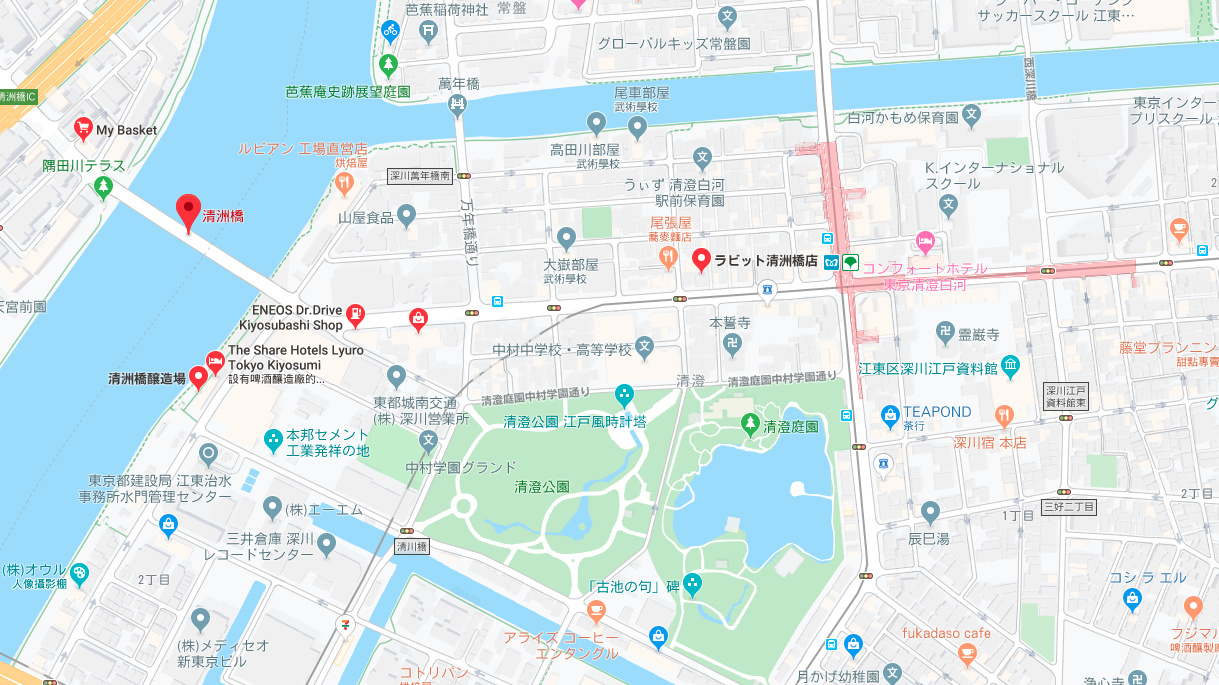 芭蕉稲荷神社
常盤
サッカースクール 江東…
グローバルキッズ常盤園
萬年橋
芭蕉庵史跡展望庭園
清洲橋IC
西深川橋
尾車部屋
武術學校
東京インター
プリスクール
白河かもめ保育園
My Basket
ルビアン 工場直営店
烘焙屋
高田川部屋
武術學校
隅田川テラス
深川萬年橋南
K.インターナショナル
スクール
うぃず 清澄白河
駅前保育園
清洲橋
山屋食品
万年橋通り
尾張屋
蕎麥麵店
大嶽部屋
武術學校
ラビット清洲橋店
コンフォートホテル
東京清澄白河
天宮前園
ENEOS Dr.Drive
Kiyosubashi Shop
本誓寺
霊巌寺
The Share Hotels Lyuro
Tokyo Kiyosumi
設有啤酒釀造廠的...
中村中学校・高等学校
藤堂プランニン
甜點專賣
清洲橋醸造場
江東区深川江戸資料館
清澄
清澄庭園中村学園通り
清澄庭園中村学園通り
深川江戸
資料館東
東都城南交通
(株) 深川営業所
清澄公園 江戸風時計塔
清澄庭園
TEAPOND
茶行
深川宿 本店
本邦セメント
工業発祥の地
中村学園グランド
東京都建設局 江東治水
事務所水門管理センター
清澄公園
2丁目
(株)エーエム
1丁目
三好二丁目
三井倉庫 深川
レコードセンター
清川橋
辰巳湯
(株)オウル
人像攝影棚
2丁目
「古池の句」碑
コシ ラ エル
アライズ コーヒー
エンタングル
fukadaso cafe
フジマル
啤酒釀製
(株)メディセオ
新東京ビル
コトリパン
烘焙屋
月かげ幼稚園
浄心寺